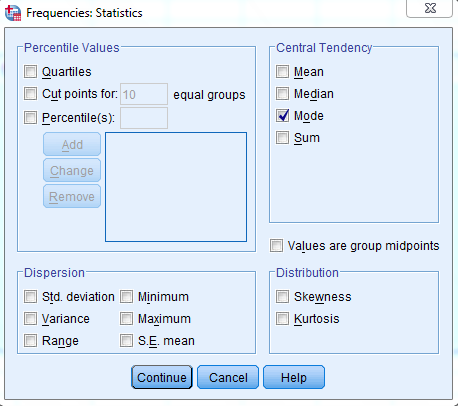 Frequencies: Statistics
Percentile Values
Quartiles
Cut points for: 10 equal groups
Percentile(s):
Add
Change
Remove
Central Tendency
Mean
Median
Mode
Sum
Values are group midpoints
Dispersion
Std. deviation Minimum
Variance Maximum
Range S.E. mean
Distribution
Skewness
Kurtosis
Continue Cancel Help